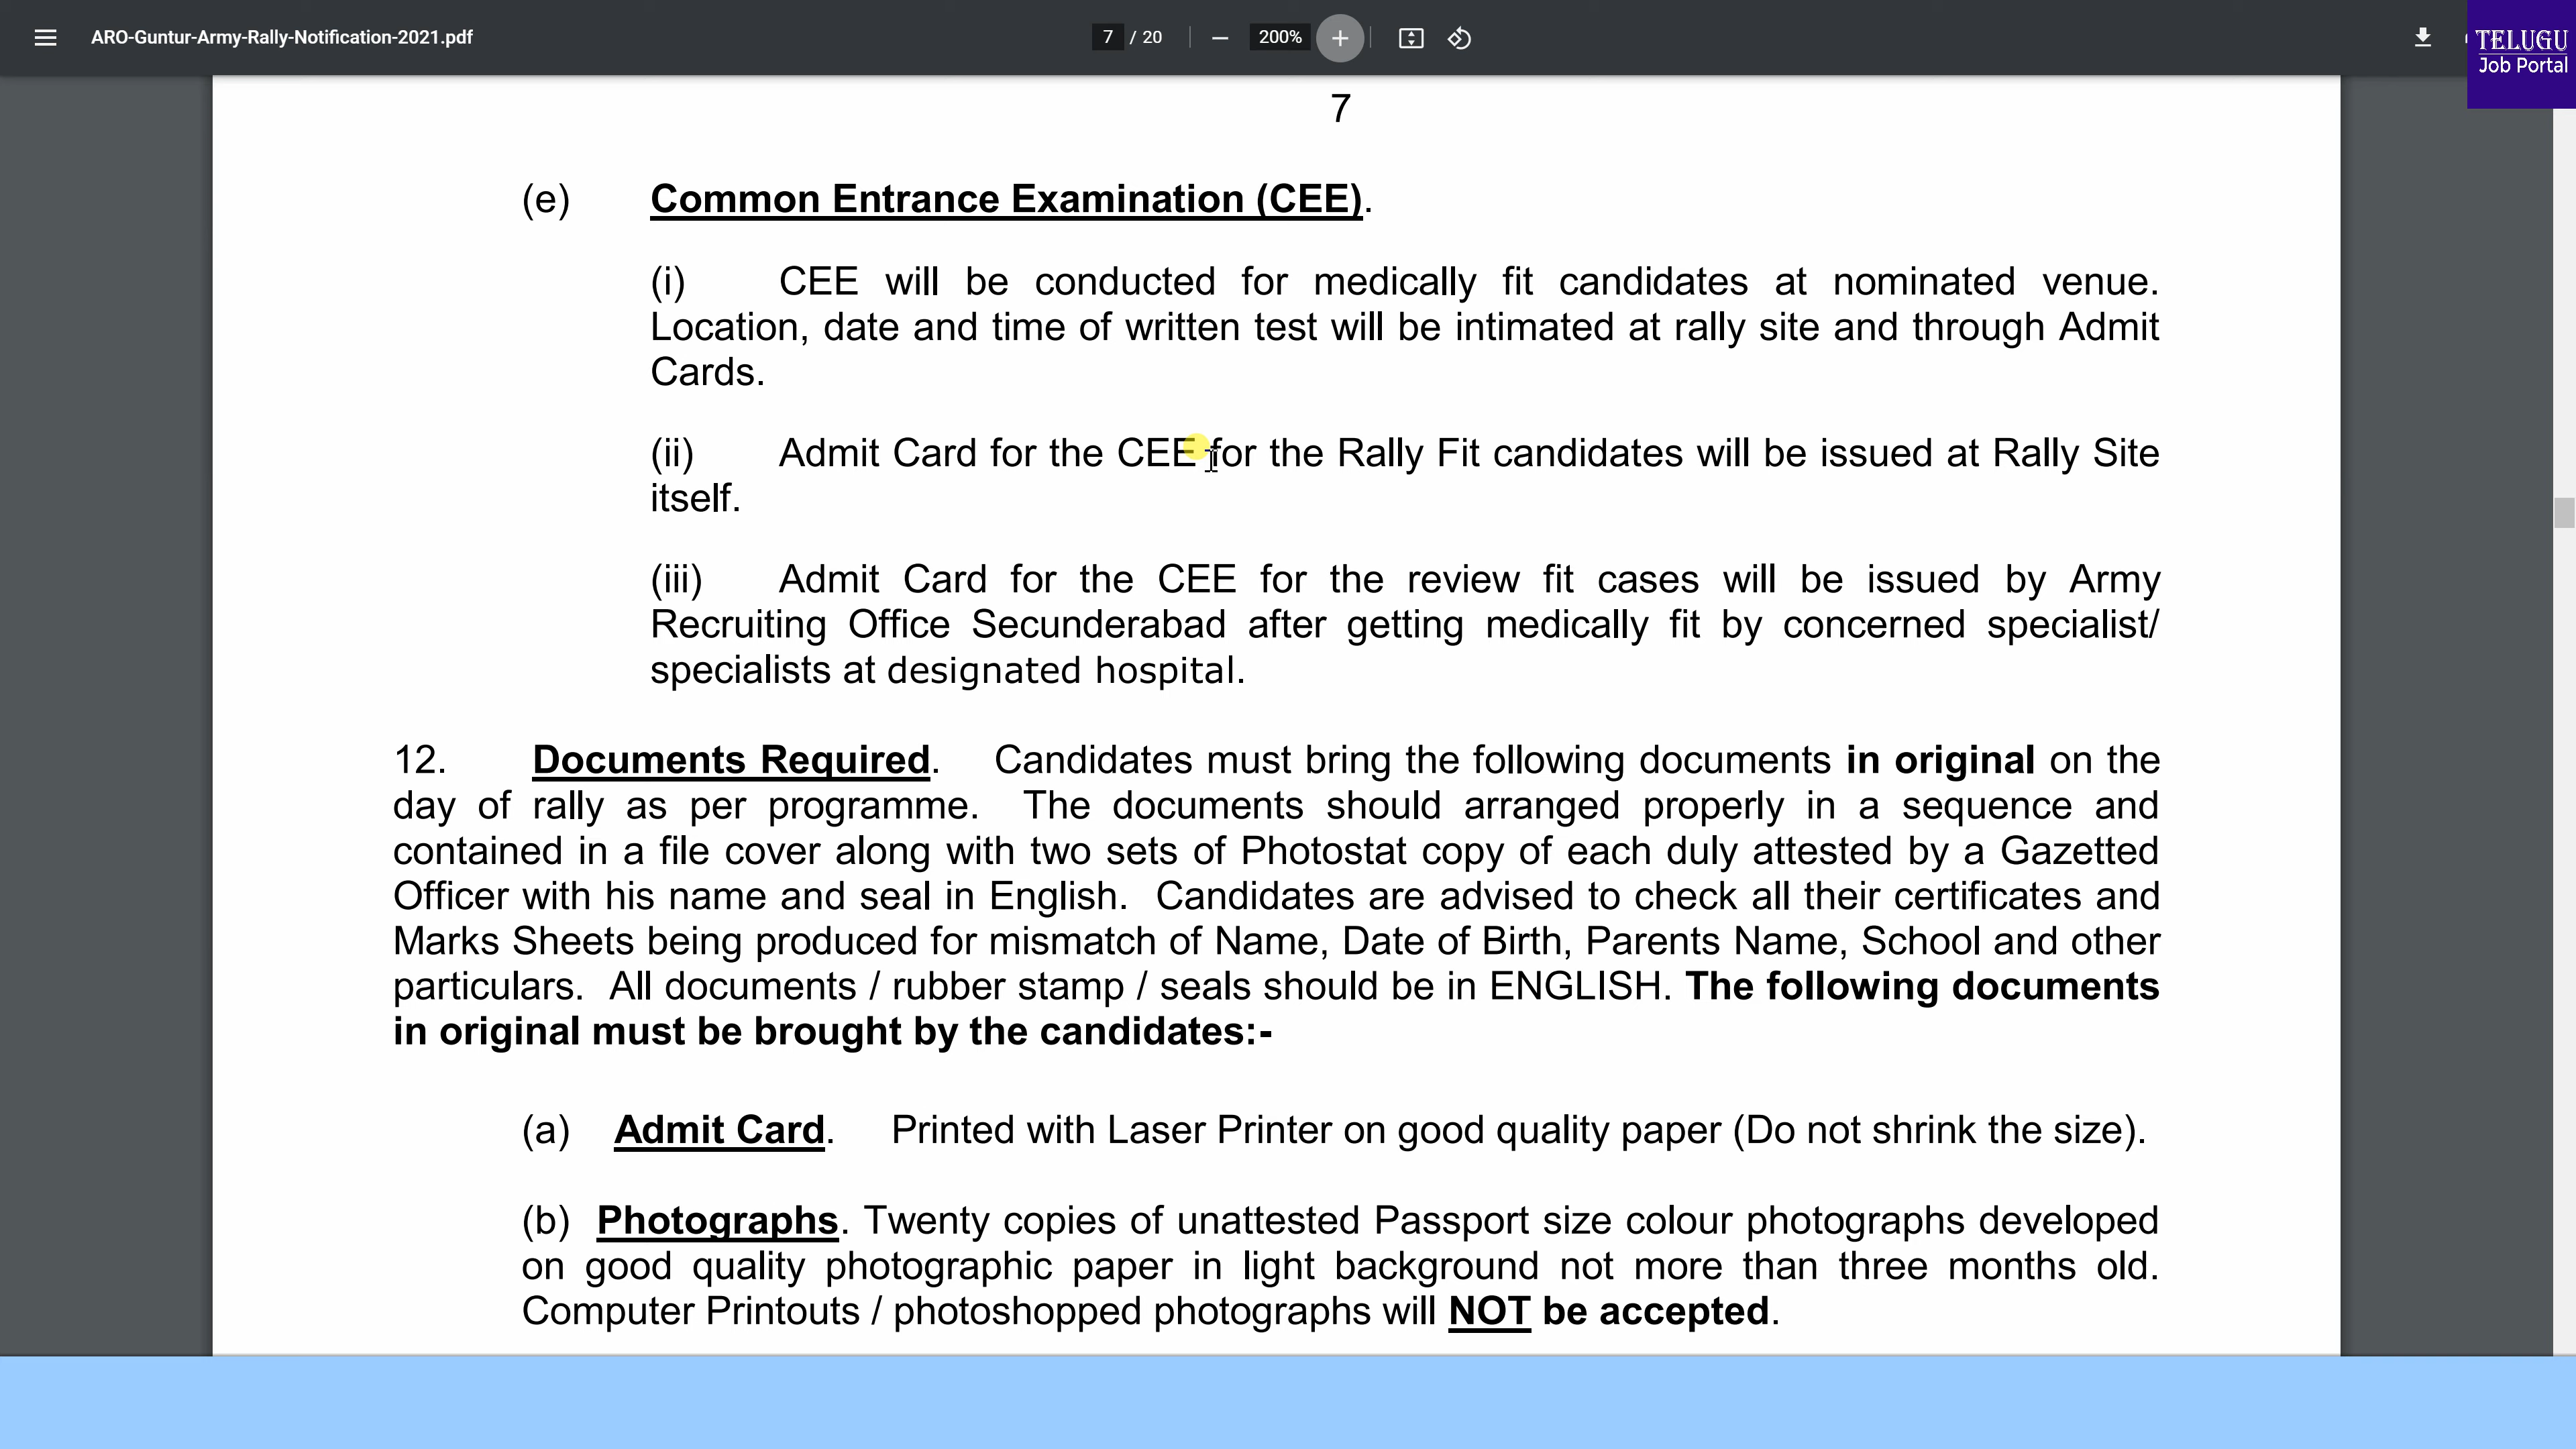 ARO-Guntur-Army-Rally-Notification-2021.pdf
7 / 20
200%
TELUGU
Job Portal
7
(e) Common Entrance Examination (CEE).
(i) CEE will be conducted for medically fit candidates at nominated venue.
Location, date and time of written test will be intimated at rally site and through Admit
Cards.
(ii) Admit Card for the CEE for the Rally Fit candidates will be issued at Rally Site
itself.
(iii) Admit Card for the CEE for the review fit cases will be issued by Army
Recruiting Office Secunderabad after getting medically fit by concerned specialist/
specialists at designated hospital.
12. Documents Required. Candidates must bring the following documents in original on the
day of rally as per programme. The documents should arranged properly in a sequence and
contained in a file cover along with two sets of Photostat copy of each duly attested by a Gazetted
Officer with his name and seal in English. Candidates are advised to check all their certificates and
Marks Sheets being produced for mismatch of Name, Date of Birth, Parents Name, School and other
particulars. All documents / rubber stamp / seals should be in ENGLISH. The following documents
in original must be brought by the candidates:-
(a) Admit Card. Printed with Laser Printer on good quality paper (Do not shrink the size).
(b) Photographs. Twenty copies of unattested Passport size colour photographs developed
on good quality photographic paper in light background not more than three months old.
Computer Printouts / photoshopped photographs will NOT be accepted.